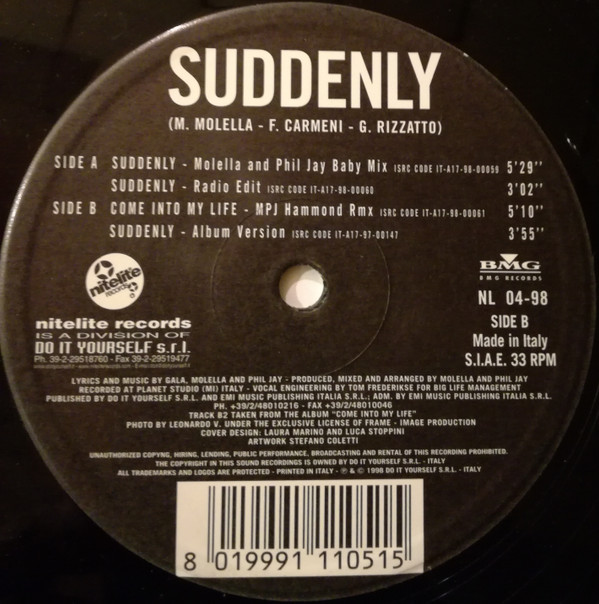 SUDDENLY
(M. MOLELLA - F. CARMENI - G. RIZZATTO)
SIDE A SUDDENLY - Molella and Phil Jay Baby Mix ISRC CODE IT-A17-98-00059 5'29''
SUDDENLY - Radio Edit ISRC CODE IT-A17-98-00060 3'02''
SIDE B COME INTO MY LIFE - MPJ Hammond Rmx ISRC CODE IT-A17-98-00061 5'10''
SUDDENLY - Album Version ISRC CODE IT-A17-97-00147 3'55''
nitelite
records
BMG
BMG RECORDS
NL 04-98
SIDE B
Made in Italy
S.I.A.E. 33 RPM
nitelite records
IS A DIVISION OF
DO IT YOURSELF S.r.l.
Ph. 39-2-29518760 - Fax 39-2-29519477
LYRICS AND MUSIC BY GALA, MOLELLA AND PHIL JAY - PRODUCED, MIXED AND ARRANGED BY MOLELLA AND PHIL JAY
RECORDED AT PLANET STUDIO (MI) ITALY - VOCAL ENGINEERING BY TOM FREDERIKSE FOR BIG LIFE MANAGEMENT
PUBLISHED BY DO IT YOURSELF S.R.L. AND EMI MUSIC PUBLISHING ITALIA S.R.L.; ADM. BY EMI MUSIC PUBLISHING ITALIA S.R.L.
PH. +39/2/48010216 - FAX +39/2/48010046
TRACK B2 TAKEN FROM THE ALBUM "COME INTO MY LIFE"
PHOTO BY LEONARDO V. UNDER THE EXCLUSIVE LICENSE OF FRAME - IMAGE PRODUCTION
COVER DESIGN: LAURA MARINO AND LUCA STOPPINI
ARTWORK STEFANO COLETTI
UNAUTHORIZED COPYNG, HIRING, LENDING, PUBLIC PERFORMANCE, BROADCASTING AND RENTAL OF THIS RECORDING PROHIBITED.
THE COPYRIGHT IN THIS SOUND RECORDINGS IS OWNED BY DO IT YOURSELF S.R.L. - ITALY
ALL TRADEMARKS AND LOGOS ARE PROTECTED - PRINTED IN ITALY - ℗ & © 1998 DO IT YOURSELF S.R.L. - ITALY
8 019991 110515